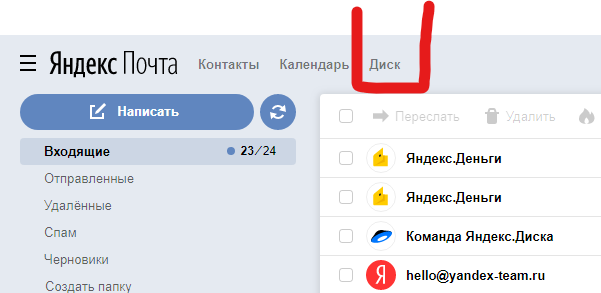 Яндекс Почта Контакты Календарь Диск
Написать
Переслать Удалить
Входящие 23/24
Яндекс.Деньги
Отправленные
Удалённые
Яндекс.Деньги
Спам
Команда Яндекс.Диска
Черновики
Я hello@yandex-team.ru
Создать папку